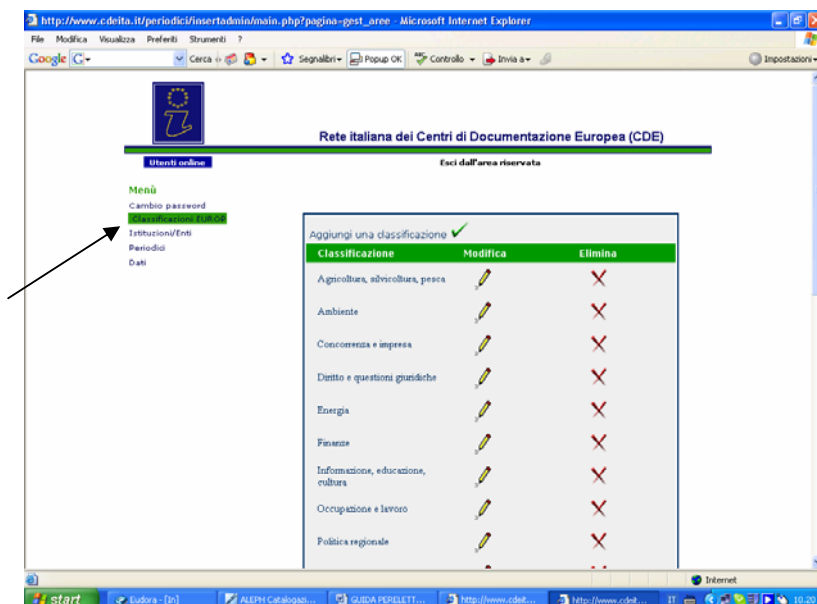 http://www.cdeita.it/periodici/insertadmin/main.php?pagina=gest_aree - Microsoft Internet Explorer
File Modifica Visualizza Preferiti Strumenti ?
Google G Cerca Segnalibri Popup OK ABC Controllo Invia a Impostazioni
i
Rete italiana dei Centri di Documentazione Europea (CDE)
Utenti online Esci dall'area riservata
Menù
Cambio password
Classificazioni EUROP
Istituzioni/Enti
Periodici
Dati
Aggiungi una classificazione
Classificazione Modifica Elimina
Agricoltura, silvicoltura, pesca
Ambiente
Concorrenza e impresa
Diritto e questioni giuridiche
Energia
Finanze
Informazione, educazione,
cultura
Occupazione e lavoro
Politica regionale
Internet
start Eudora - [In] ALEPH Catalogazi... GUIDA PERELETT... http://www.cdeit... http://www.cdeit... IT 10.20